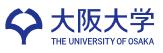 大阪大学
THE UNIVERSITY OF OSAKA